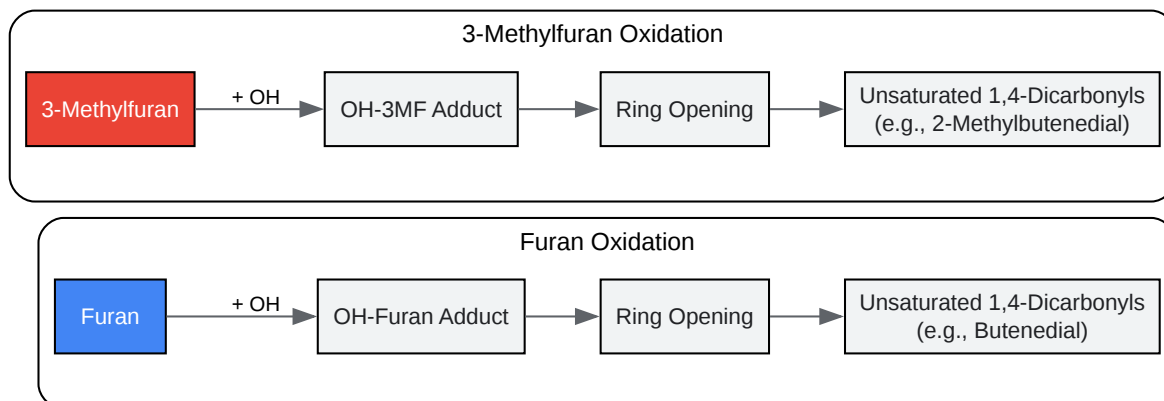 3-Methylfuran Oxidation
3-Methylfuran
+ OH
OH-3MF Adduct
Ring Opening
Unsaturated 1,4-Dicarbonyls
(e.g., 2-Methylbutenedial)
Furan Oxidation
Furan
+ OH
OH-Furan Adduct
Ring Opening
Unsaturated 1,4-Dicarbonyls
(e.g., Butenedial)